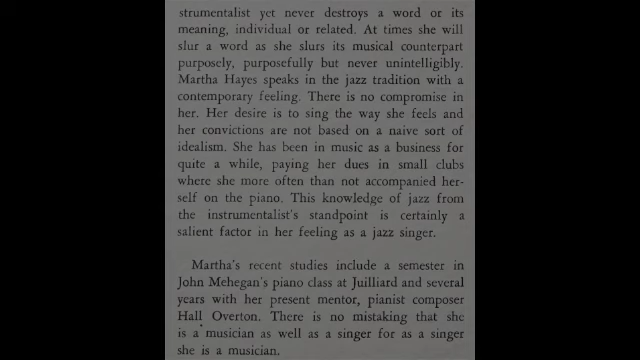 strumentalist yet never destroys a word or its
meaning, individual or related. At times she will
slur a word as she slurs its musical counterpart
purposely, purposefully but never unintelligibly.
Martha Hayes speaks in the jazz tradition with a
contemporary feeling. There is no compromise in
her. Her desire is to sing the way she feels and
her convictions are not based on a naive sort of
idealism. She has been in music as a business for
quite a while, paying her dues in small clubs
where she more often than not accompanied her-
self on the piano. This knowledge of jazz from
the instrumentalist's standpoint is certainly a
salient factor in her feeling as a jazz singer.
Martha's recent studies include a semester in
John Mehegan's piano class at Juilliard and several
years with her present mentor, pianist composer
Hall Overton. There is no mistaking that she
is a musician as well as a singer for as a singer
she is a musician.